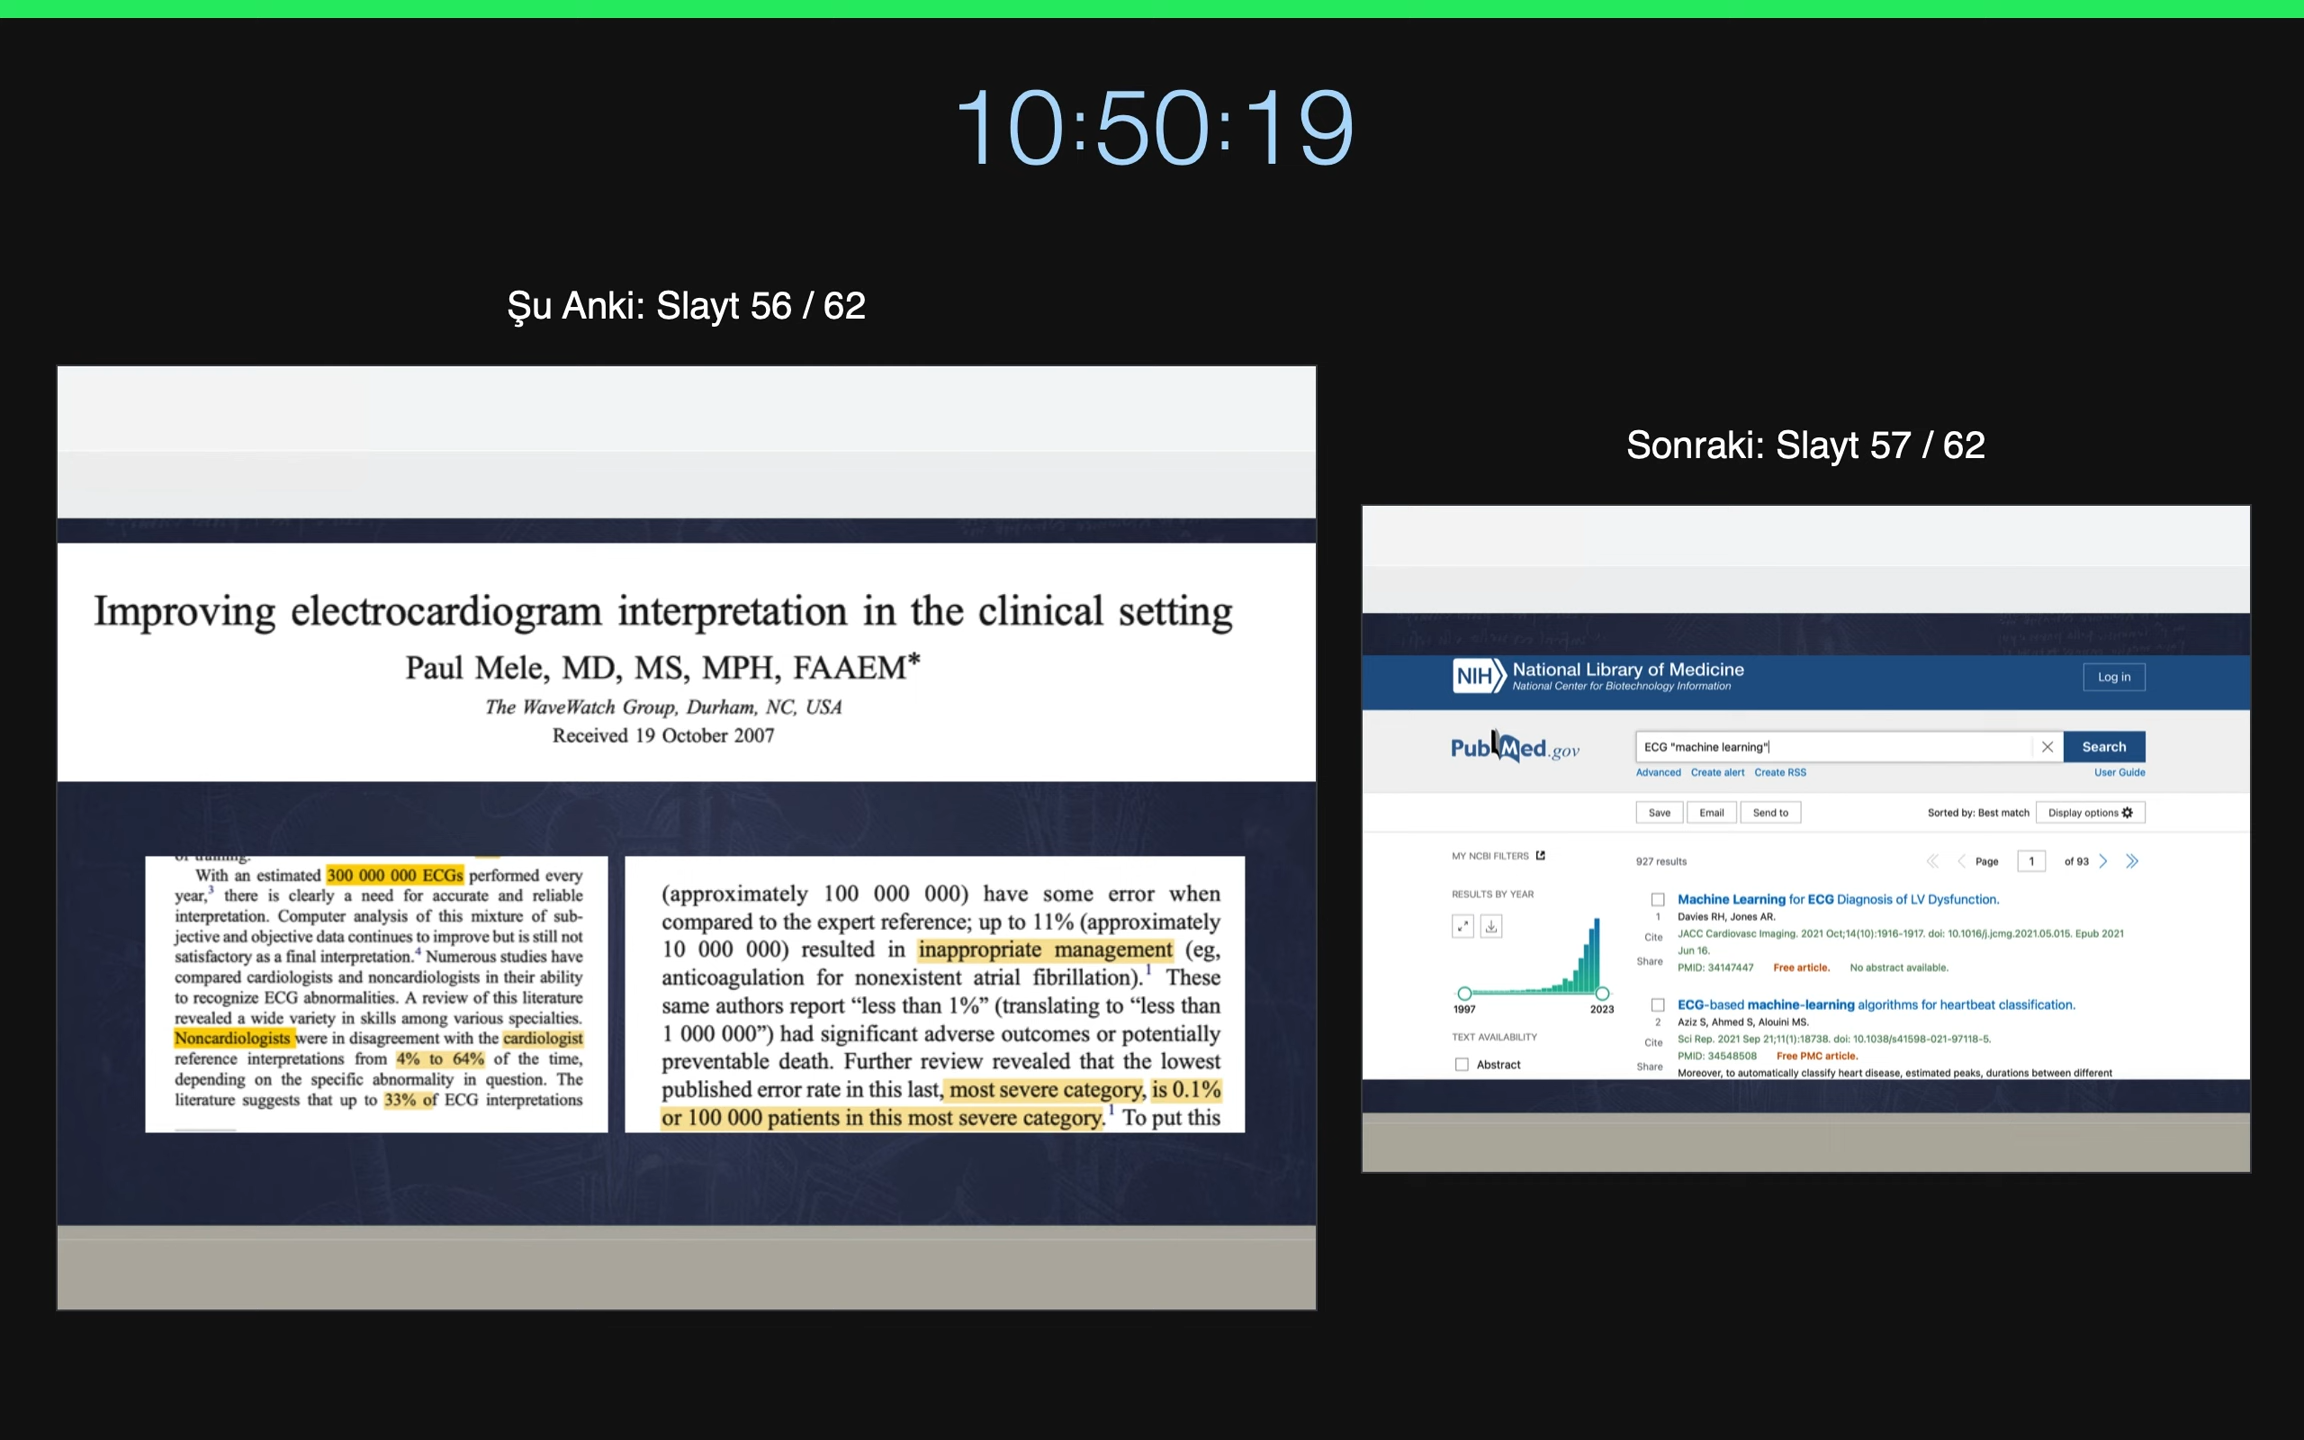 10:50:19
Şu Anki: Slayt 56 / 62
Improving electrocardiogram interpretation in the clinical setting
Paul Mele, MD, MS, MPH, FAAEM*
The WaveWatch Group, Durham, NC, USA
Received 19 October 2007
of training.
With an estimated 300 000 000 ECGs performed every
year,3 there is clearly a need for accurate and reliable
interpretation. Computer analysis of this mixture of sub-
jective and objective data continues to improve but is still not
satisfactory as a final interpretation.4 Numerous studies have
compared cardiologists and noncardiologists in their ability
to recognize ECG abnormalities. A review of this literature
revealed a wide variety in skills among various specialties.
Noncardiologists were in disagreement with the cardiologist
reference interpretations from 4% to 64% of the time,
depending on the specific abnormality in question. The
literature suggests that up to 33% of ECG interpretations
(approximately 100 000 000) have some error when
compared to the expert reference; up to 11% (approximately
10 000 000) resulted in inappropriate management (eg,
anticoagulation for nonexistent atrial fibrillation).1 These
same authors report “less than 1%” (translating to “less than
1 000 000”) had significant adverse outcomes or potentially
preventable death. Further review revealed that the lowest
published error rate in this last, most severe category, is 0.1%
or 100 000 patients in this most severe category.1 To put this
Sonraki: Slayt 57 / 62
NIH National Library of Medicine
National Center for Biotechnology Information
Log in
PubMed.gov
ECG "machine learning"
Search
Advanced Create alert Create RSS
User Guide
Save Email Send to
Sorted by: Best match Display options
MY NCBI FILTERS
927 results
Page 1 of 93
RESULTS BY YEAR
1997 2023
TEXT AVAILABILITY
Abstract
Machine Learning for ECG Diagnosis of LV Dysfunction.
1 Davies RH, Jones AR.
Cite JACC Cardiovasc Imaging. 2021 Oct;14(10):1916-1917. doi: 10.1016/j.jcmg.2021.05.015. Epub 2021
Jun 16.
Share PMID: 34147447 Free article. No abstract available.
ECG-based machine-learning algorithms for heartbeat classification.
2 Aziz S, Ahmed S, Alouini MS.
Cite Sci Rep. 2021 Sep 21;11(1):18738. doi: 10.1038/s41598-021-97118-5.
PMID: 34548508 Free PMC article.
Share Moreover, to automatically classify heart disease, estimated peaks, durations between different